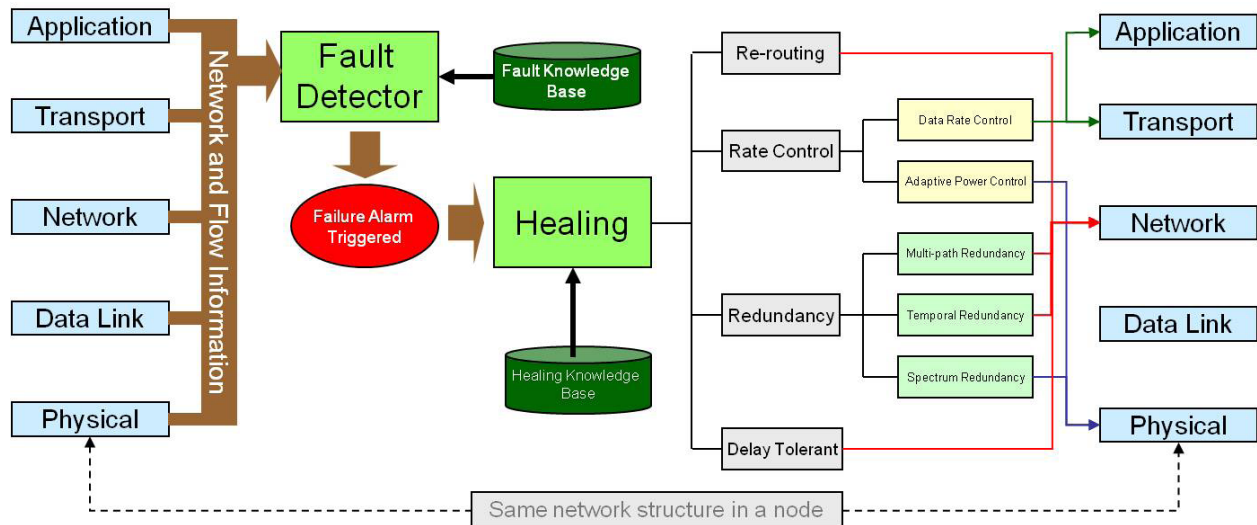 Application
Transport
Network
Data Link
Physical
Network and Flow Information
Fault
Detector
Fault Knowledge
Base
Failure Alarm
Triggered
Healing
Healing Knowledge
Base
Re-routing
Rate Control
Redundancy
Delay Tolerant
Data Rate Control
Adaptive Power Control
Multi-path Redundancy
Temporal Redundancy
Spectrum Redundancy
Application
Transport
Network
Data Link
Physical
Same network structure in a node